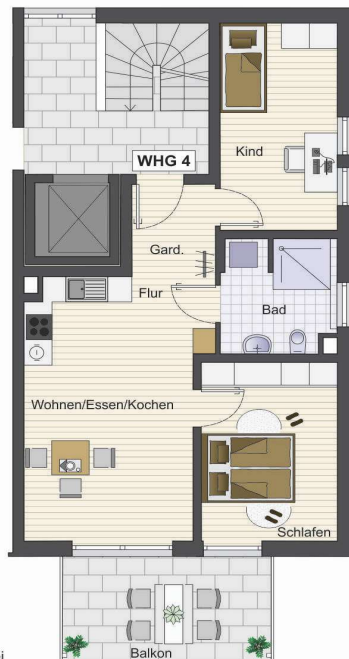 WHG 4
Kind
Gard.
Flur
Bad
Wohnen/Essen/Kochen
Schlafen
Balkon